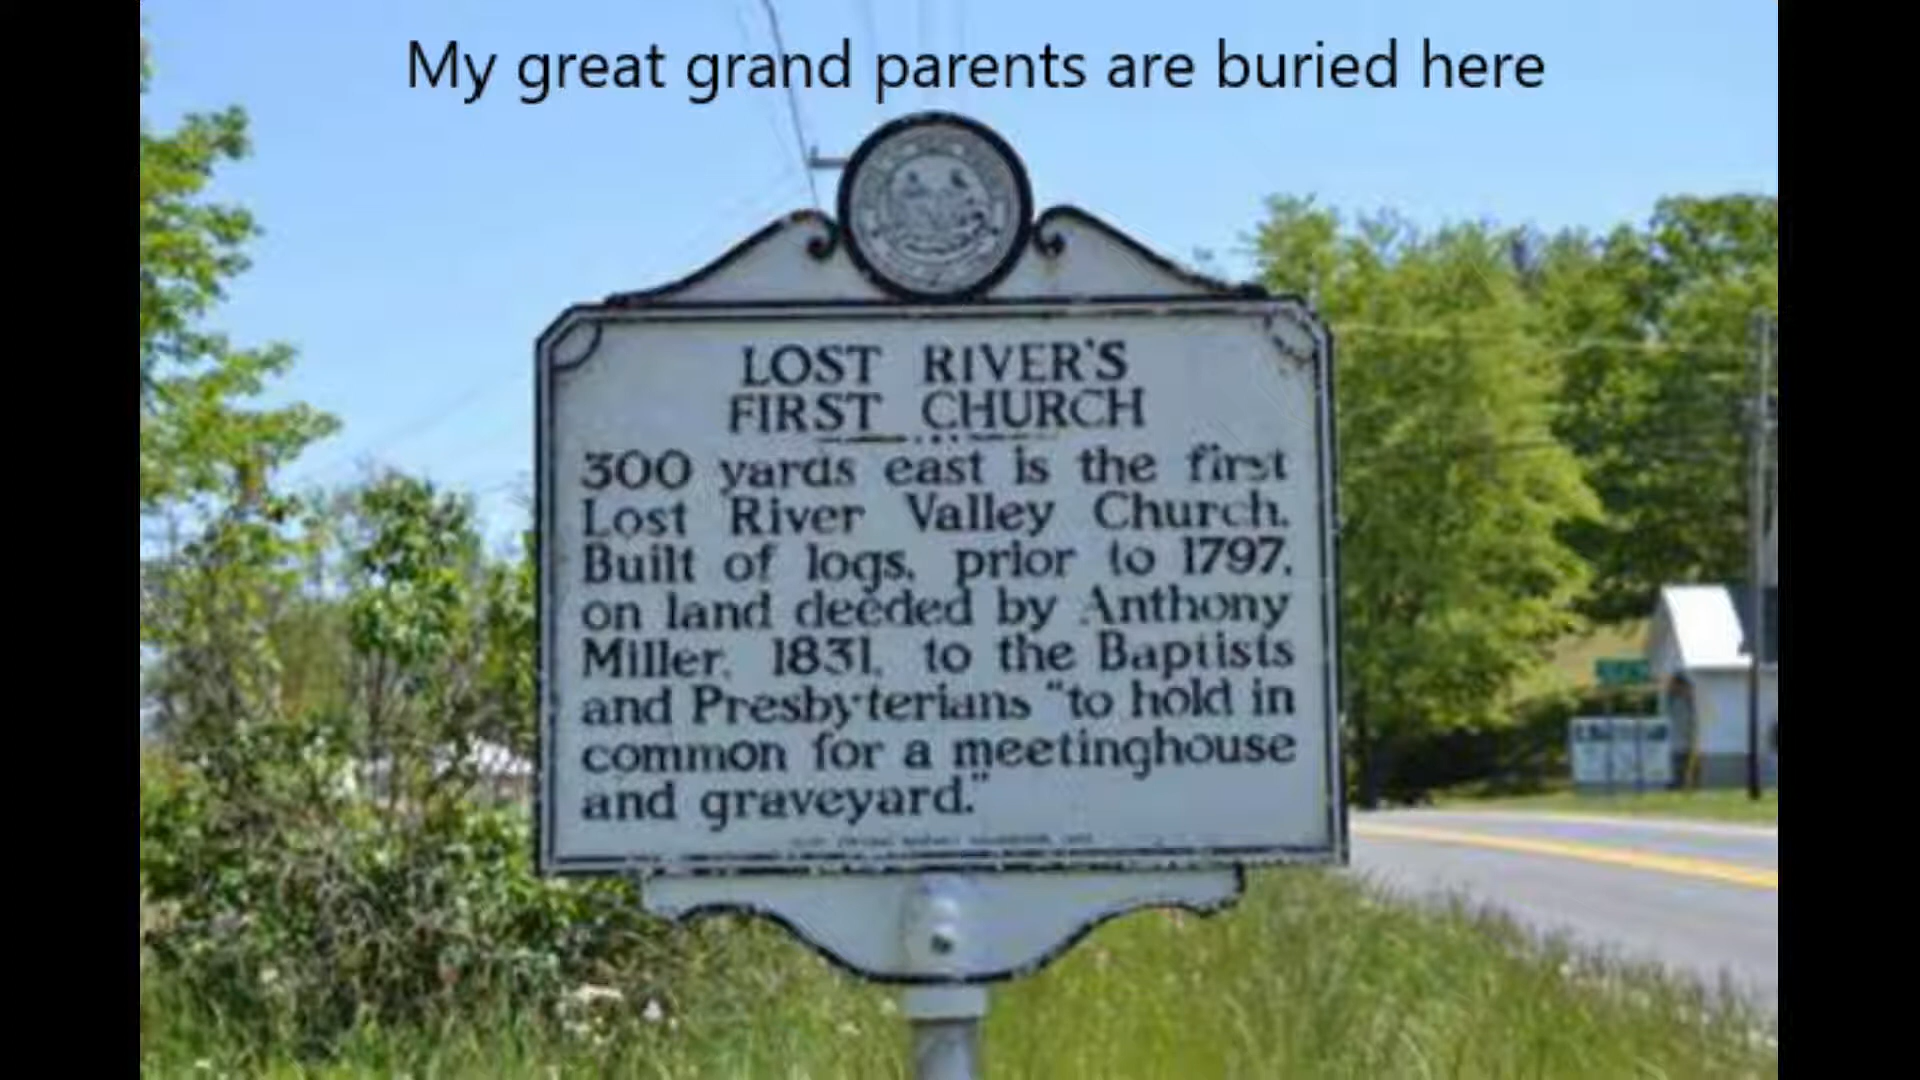 My great grand parents are buried here
LOST RIVER'S
FIRST CHURCH
300 yards east is the first
Lost River Valley Church.
Built of logs, prior to 1797,
on land deeded by Anthony
Miller, 1831, to the Baptists
and Presbyterians "to hold in
common for a meetinghouse
and graveyard."